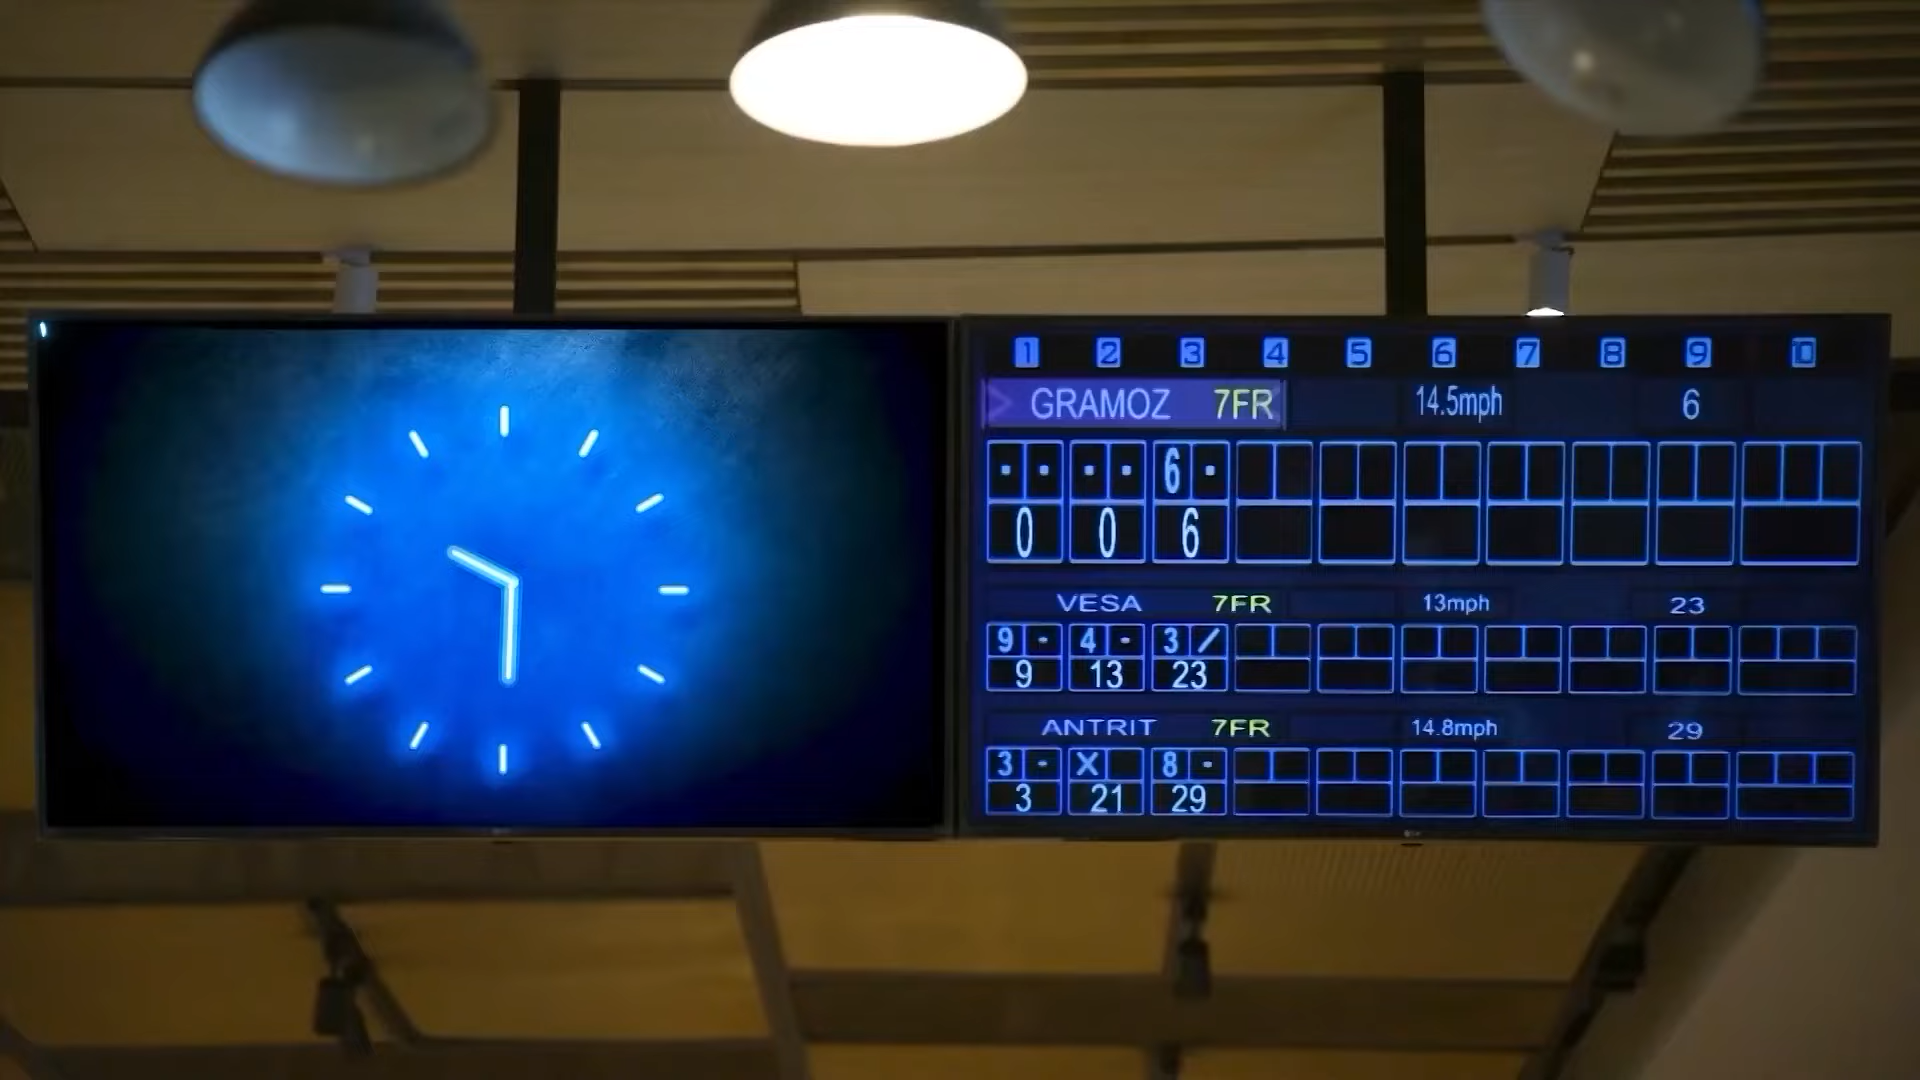 1 2 3 4 5 6 7 8 9 10
GRAMOZ 7FR 14.5mph 6
· · · · 6 ·
0 0 6
VESA 7FR 13mph 23
9 - 4 - 3 /
9 13 23
ANTRIT 7FR 14.8mph 29
3 - X 8 -
3 21 29